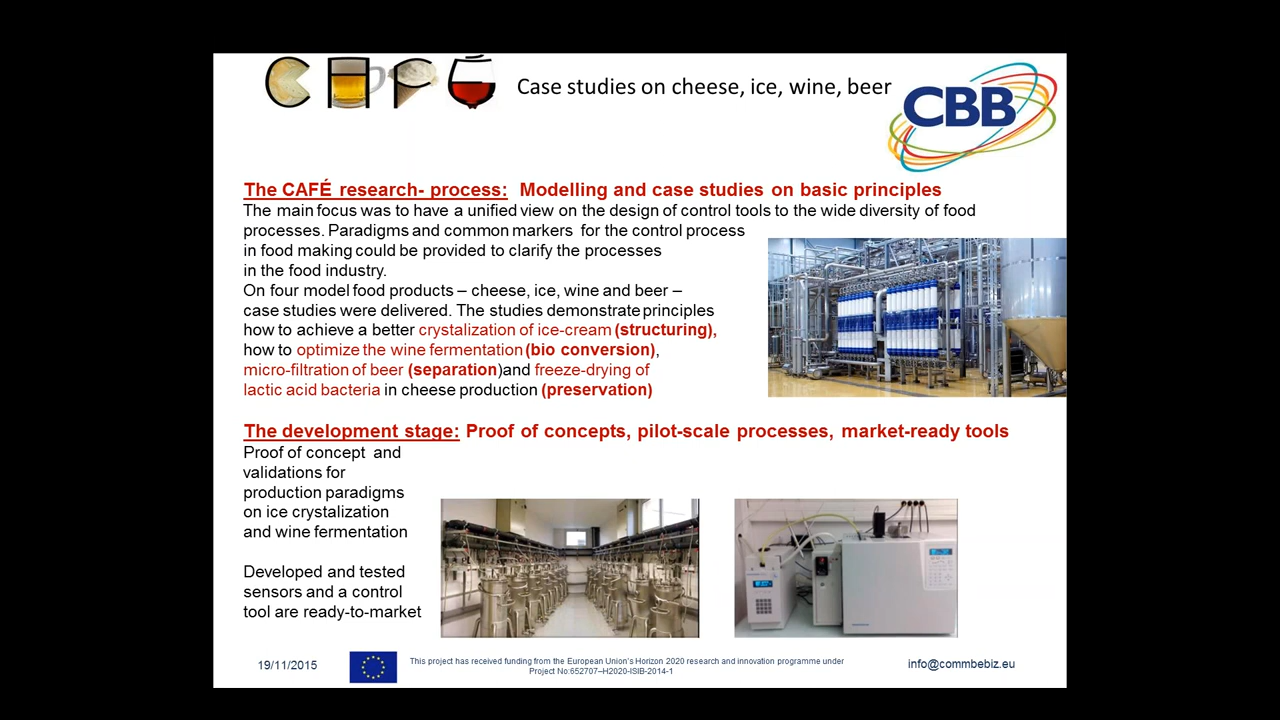 CAFÉ
Case studies on cheese, ice, wine, beer
CBB
The CAFÉ research- process: Modelling and case studies on basic principles
The main focus was to have a unified view on the design of control tools to the wide diversity of food
processes. Paradigms and common markers for the control process
in food making could be provided to clarify the processes
in the food industry.
On four model food products – cheese, ice, wine and beer –
case studies were delivered. The studies demonstrate principles
how to achieve a better crystalization of ice-cream (structuring),
how to optimize the wine fermentation (bio conversion),
micro-filtration of beer (separation)and freeze-drying of
lactic acid bacteria in cheese production (preservation)
The development stage: Proof of concepts, pilot-scale processes, market-ready tools
Proof of concept and
validations for
production paradigms
on ice crystalization
and wine fermentation
Developed and tested
sensors and a control
tool are ready-to-market
19/11/2015
This project has received funding from the European Union's Horizon 2020 research and innovation programme under
Project No:652707–H2020-ISIB-2014-1
info@commbebiz.eu